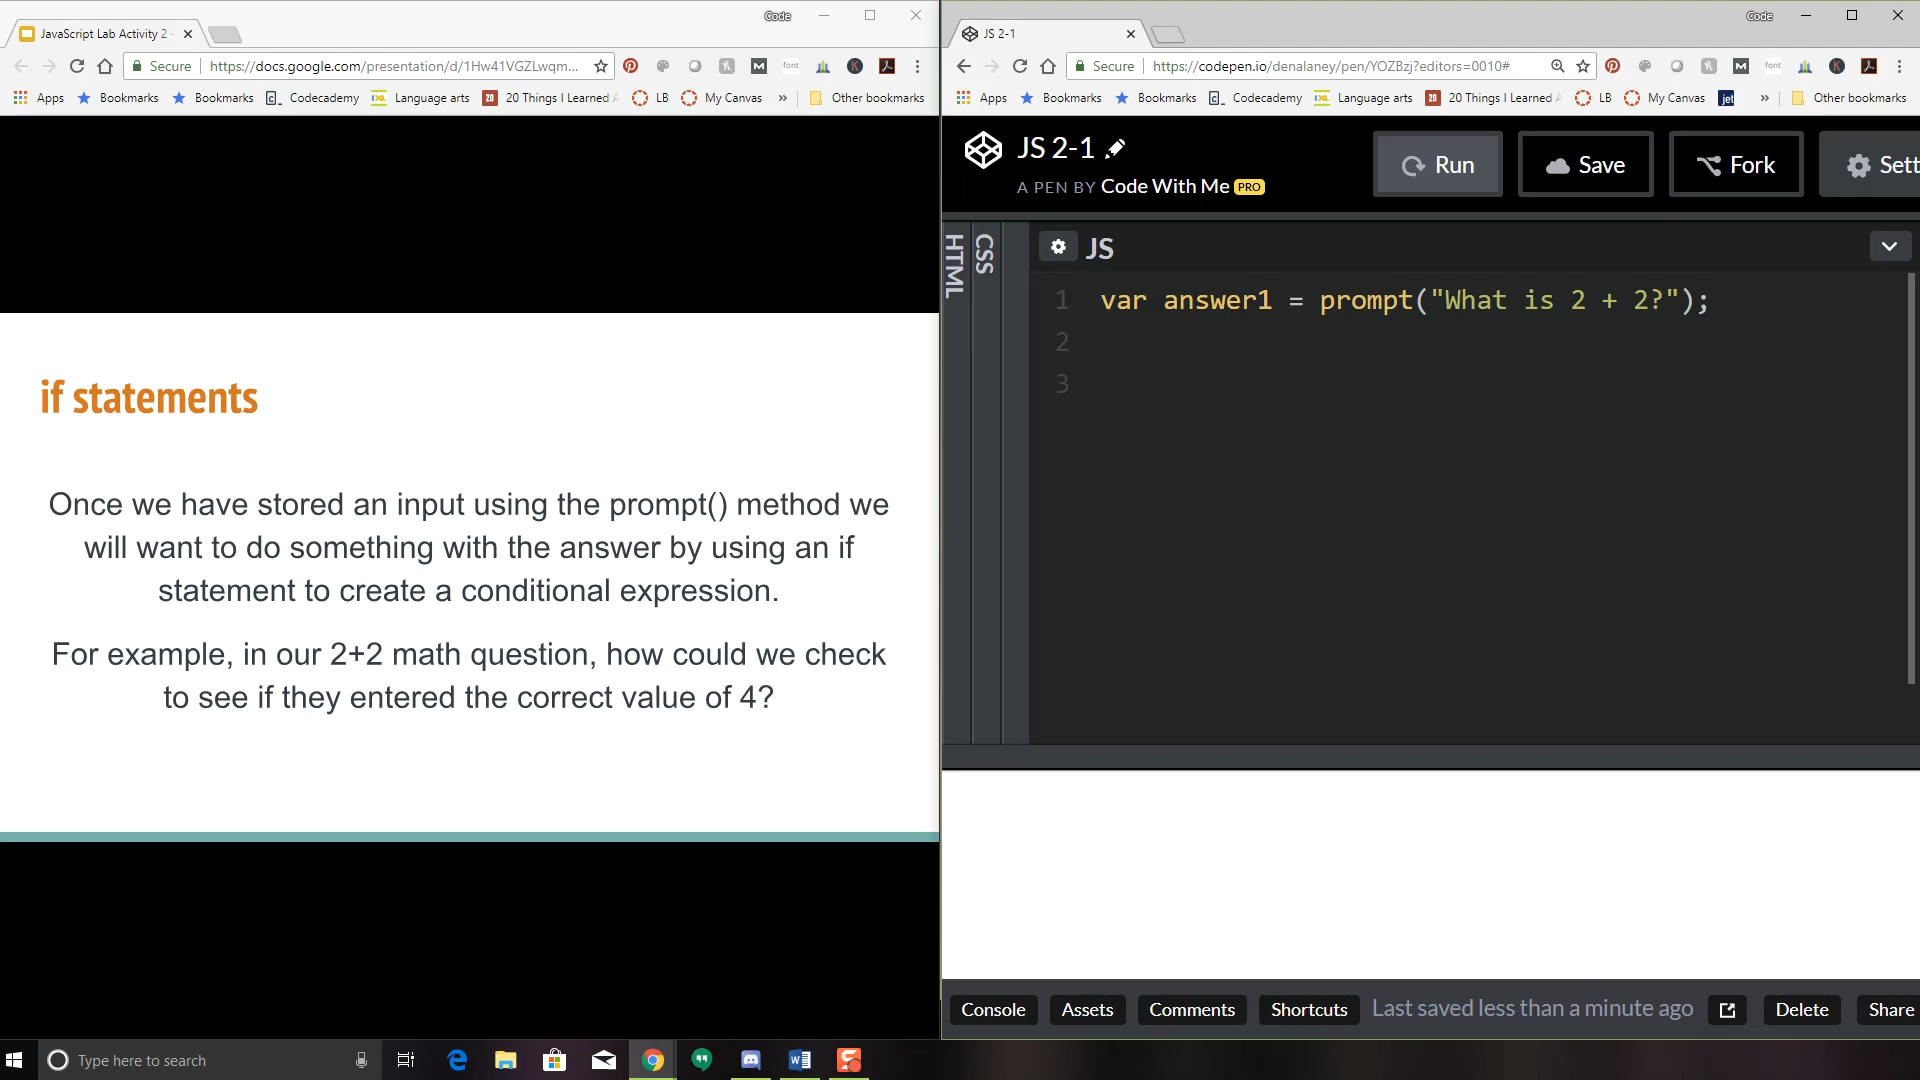 Code
JavaScript Lab Activity 2 -
Secure
https://docs.google.com/presentation/d/1Hw41VGZLwqm...
Apps
Bookmarks
Bookmarks
Codecademy
Language arts
20 Things I Learned
LB
My Canvas
»
Other bookmarks
if statements
Once we have stored an input using the prompt() method we
will want to do something with the answer by using an if
statement to create a conditional expression.
For example, in our 2+2 math question, how could we check
to see if they entered the correct value of 4?
Code
JS 2-1
Secure
https://codepen.io/denalaney/pen/YOZBzj?editors=0010#
Apps
Bookmarks
Bookmarks
Codecademy
Language arts
20 Things I Learned
LB
My Canvas
jet
»
Other bookmarks
JS 2-1
A PEN BY Code With Me PRO
Run
Save
Fork
Sett
HTML
CSS
JS
1 var answer1 = prompt("What is 2 + 2?");
2
3
Console
Assets
Comments
Shortcuts
Last saved less than a minute ago
Delete
Share
Type here to search